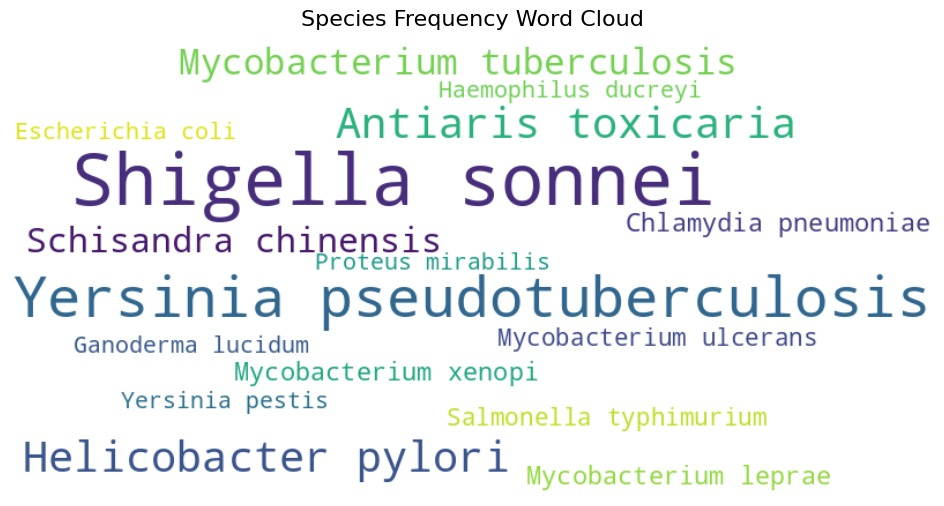 Species Frequency Word Cloud
Mycobacterium tuberculosis
Haemophilus ducreyi
Antiaris toxicaria
Escherichia coli
Shigella sonnei
Chlamydia pneumoniae
Schisandra chinensis
Proteus mirabilis
Yersinia pseudotuberculosis
Mycobacterium ulcerans
Ganoderma lucidum
Mycobacterium xenopi
Yersinia pestis
Salmonella typhimurium
Helicobacter pylori
Mycobacterium leprae